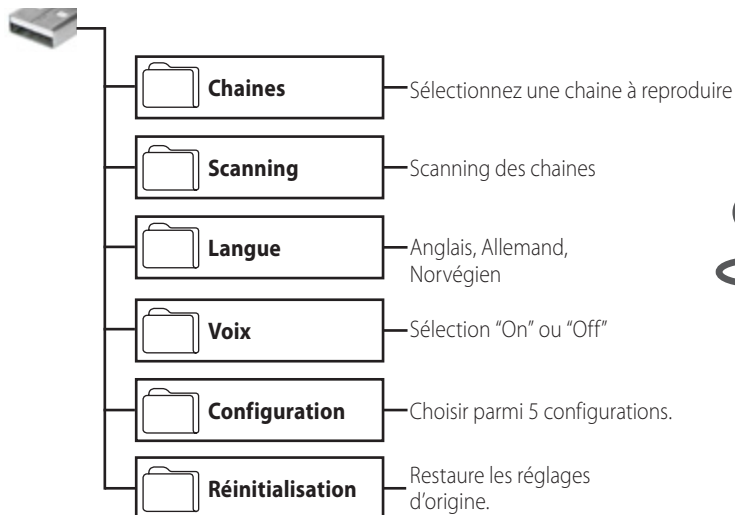 Chaines
Sélectionnez une chaine à reproduire
Scanning
Scanning des chaines
Langue
Anglais, Allemand,
Norvégien
Voix
Sélection “On” ou “Off”
Configuration
Choisir parmi 5 configurations.
Réinitialisation
Restaure les réglages
d’origine.